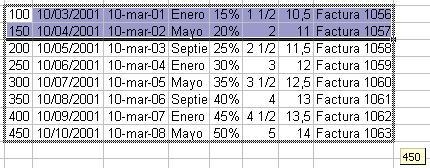 100 10/03/2001 10-mar-01 Enero 15% 1 1/2 10,5 Factura 1056
150 10/04/2001 10-mar-02 Mayo 20% 2 11 Factura 1057
200 10/05/2001 10-mar-03 Septie 25% 2 1/2 11,5 Factura 1058
250 10/06/2001 10-mar-04 Enero 30% 3 12 Factura 1059
300 10/07/2001 10-mar-05 Mayo 35% 3 1/2 12,5 Factura 1060
350 10/08/2001 10-mar-06 Septie 40% 4 13 Factura 1061
400 10/09/2001 10-mar-07 Enero 45% 4 1/2 13,5 Factura 1062
450 10/10/2001 10-mar-08 Mayo 50% 5 14 Factura 1063
450